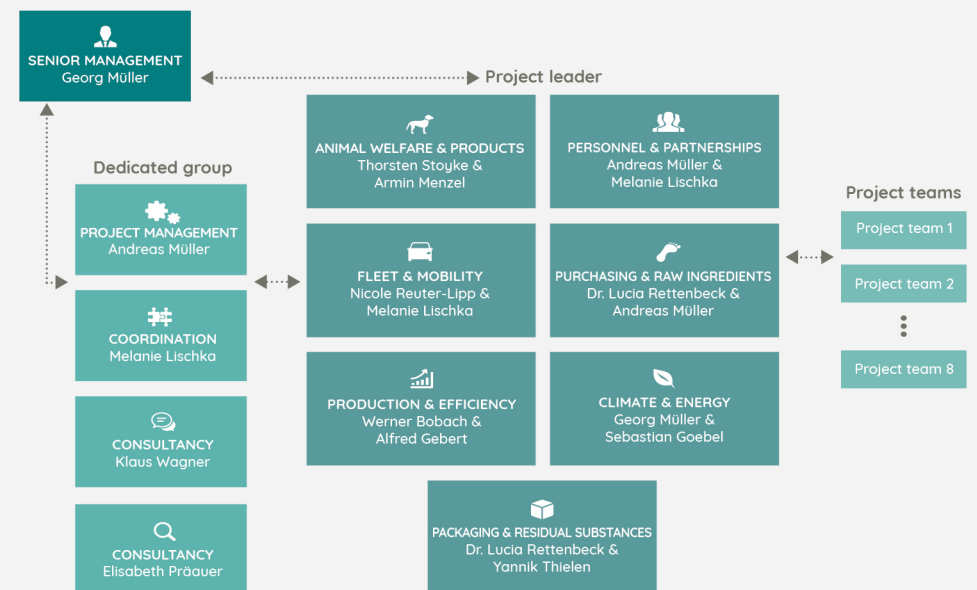 SENIOR MANAGEMENT
Georg Müller
Project leader
Dedicated group
PROJECT MANAGEMENT
Andreas Müller
COORDINATION
Melanie Lischka
CONSULTANCY
Klaus Wagner
CONSULTANCY
Elisabeth Präauer
ANIMAL WELFARE & PRODUCTS
Thorsten Stoyke &
Armin Menzel
PERSONNEL & PARTNERSHIPS
Andreas Müller &
Melanie Lischka
FLEET & MOBILITY
Nicole Reuter-Lipp &
Melanie Lischka
PURCHASING & RAW INGREDIENTS
Dr. Lucia Rettenbeck &
Andreas Müller
PRODUCTION & EFFICIENCY
Werner Bobach &
Alfred Gebert
CLIMATE & ENERGY
Georg Müller &
Sebastian Goebel
PACKAGING & RESIDUAL SUBSTANCES
Dr. Lucia Rettenbeck &
Yannik Thielen
Project teams
Project team 1
Project team 2
Project team 8